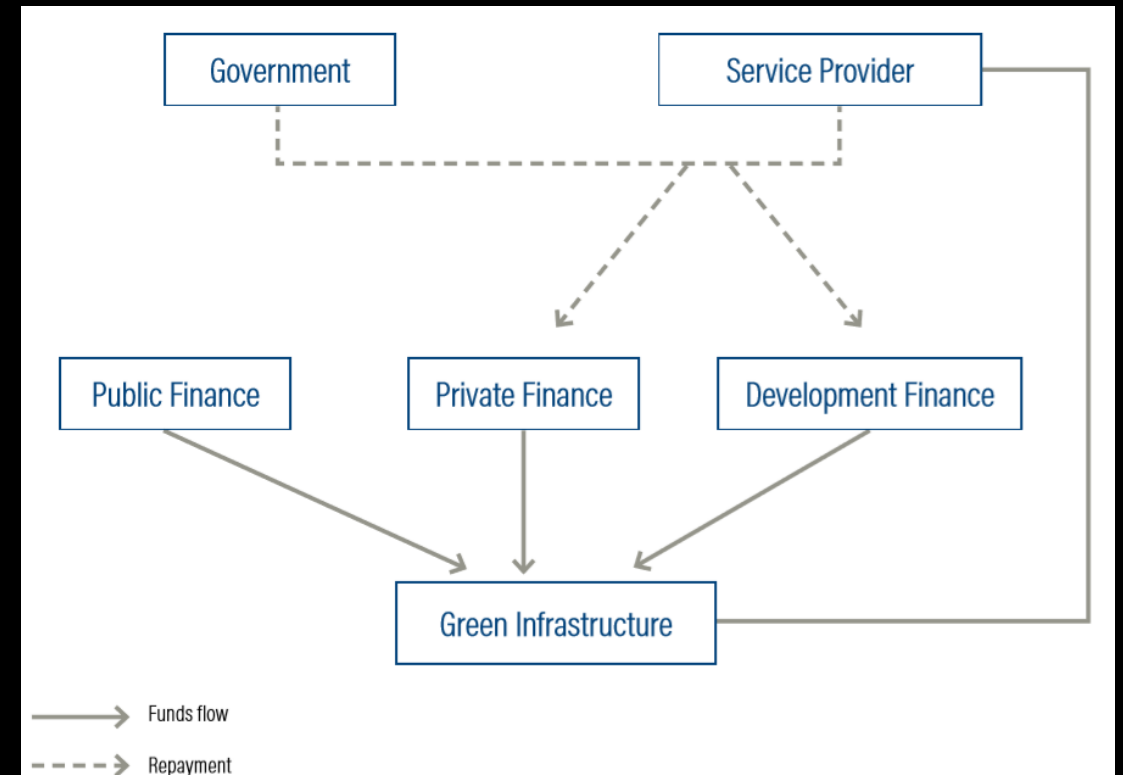 Government
Service Provider
Public Finance
Private Finance
Development Finance
Green Infrastructure
Funds flow
Repayment